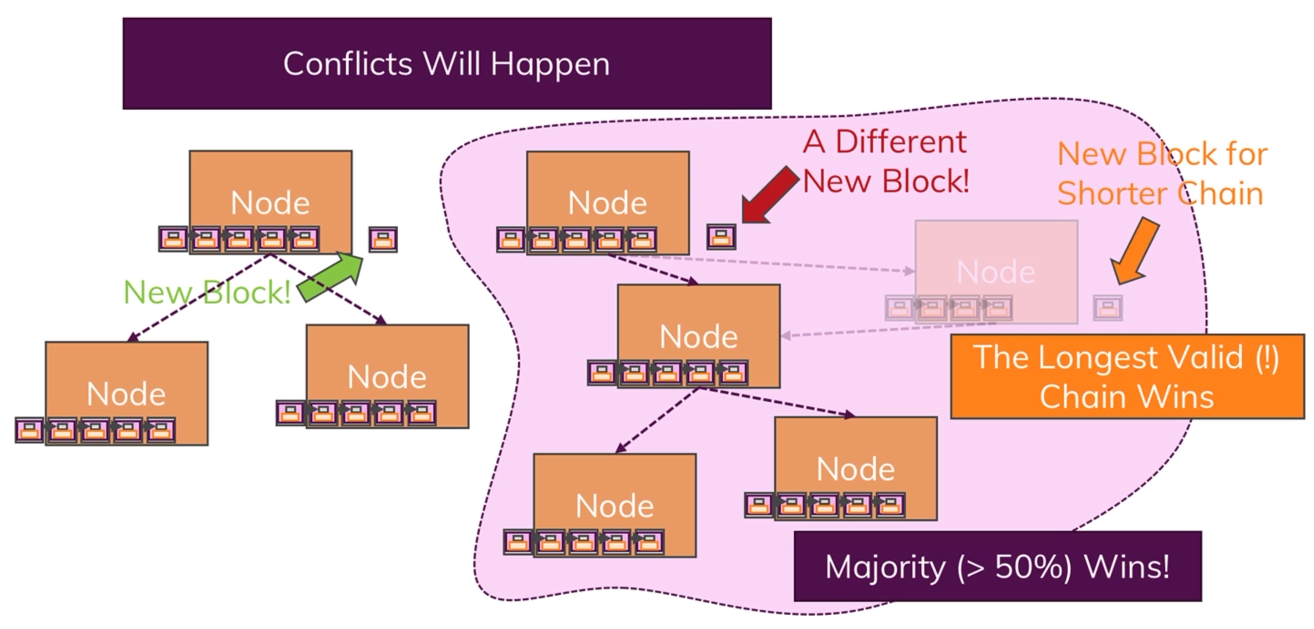 Conflicts Will Happen
A Different
New Block!
New Block for
Shorter Chain
Node
Node
Node
New Block!
Node
Node
Node
The Longest Valid (!)
Chain Wins
Node
Node
Majority (> 50%) Wins!